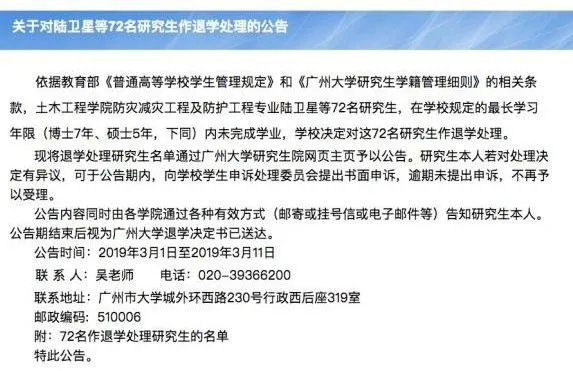 关于对陆卫星等72名研究生作退学处理的公告
依据教育部《普通高等学校学生管理规定》和《广州大学研究生学籍管理细则》的相关条
款，土木工程学院防灾减灾工程及防护工程专业陆卫星等72名研究生，在学校规定的最长学习
年限（博士7年、硕士5年，下同）内未完成学业，学校决定对这72名研究生作退学处理。
现将退学处理研究生名单通过广州大学研究生院网页主页予以公告。研究生本人若对处理决
定有异议，可于公告期内，向学校学生申诉处理委员会提出书面申诉，逾期未提出申诉，不再予
以受理。
公告内容同时由各学院通过各种有效方式（邮寄或挂号信或电子邮件等）告知研究生本人。
公告期结束后视为广州大学退学决定书已送达。
公告时间：2019年3月1日至2019年3月11日
联 系 人：吴老师 电话：020-39366200
联系地址：广州市大学城外环西路230号行政西后座319室
邮政编码：510006
附：72名作退学处理研究生的名单
特此公告。